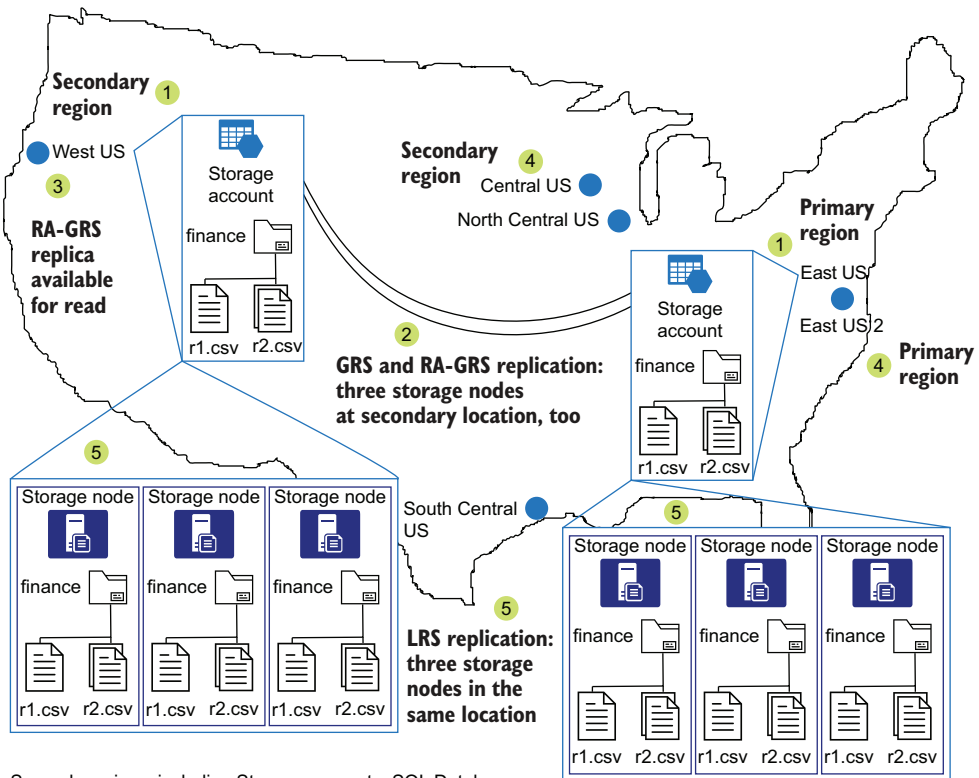 Secondary
region
1
West US
3
RA-GRS
replica
available
for read
Storage
account
finance
r1.csv r2.csv
Secondary
region
4
Central US
North Central US
Primary
region
1
East US
East US 2
4
Primary
region
Storage
account
finance
r1.csv r2.csv
2
GRS and RA-GRS replication:
three storage nodes
at secondary location, too
5
Storage node Storage node Storage node
finance finance finance
r1.csv r2.csv r1.csv r2.csv r1.csv r2.csv
South Central
US
5
LRS replication:
three storage
nodes in the
same location
5
Storage node Storage node Storage node
finance finance finance
r1.csv r2.csv r1.csv r2.csv r1.csv r2.csv